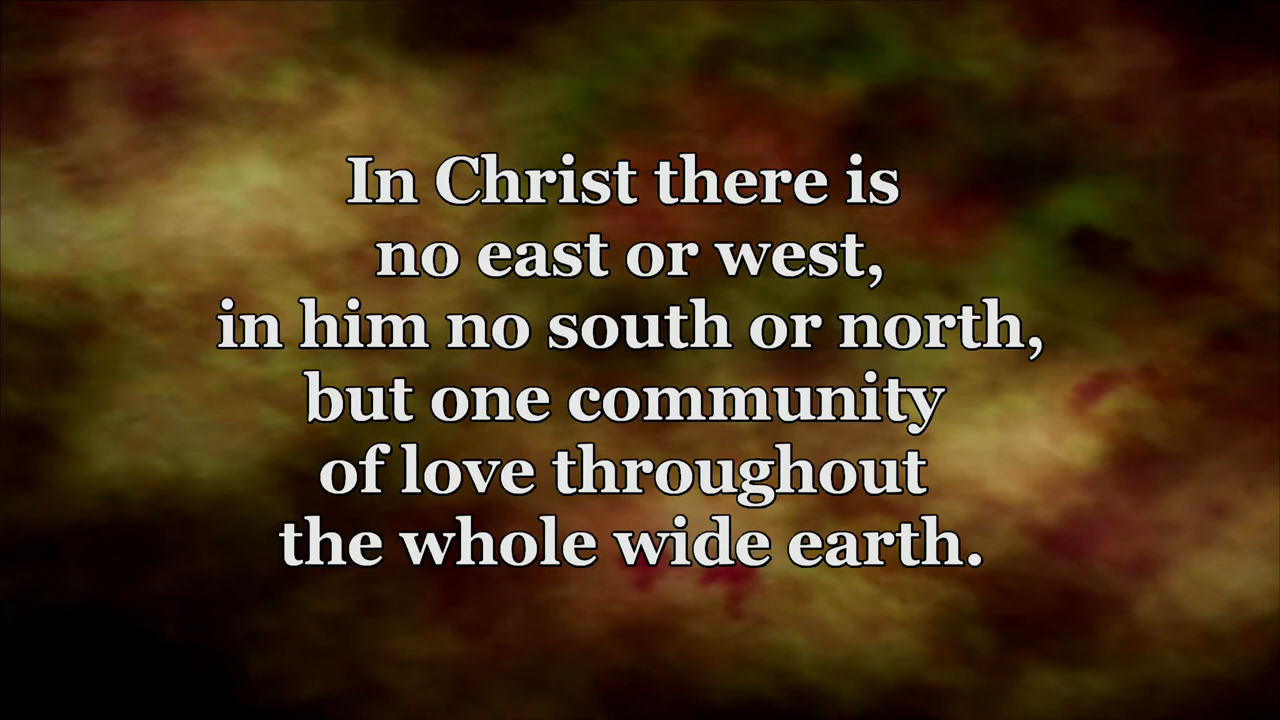 In Christ there is
no east or west,
in him no south or north,
but one community
of love throughout
the whole wide earth.